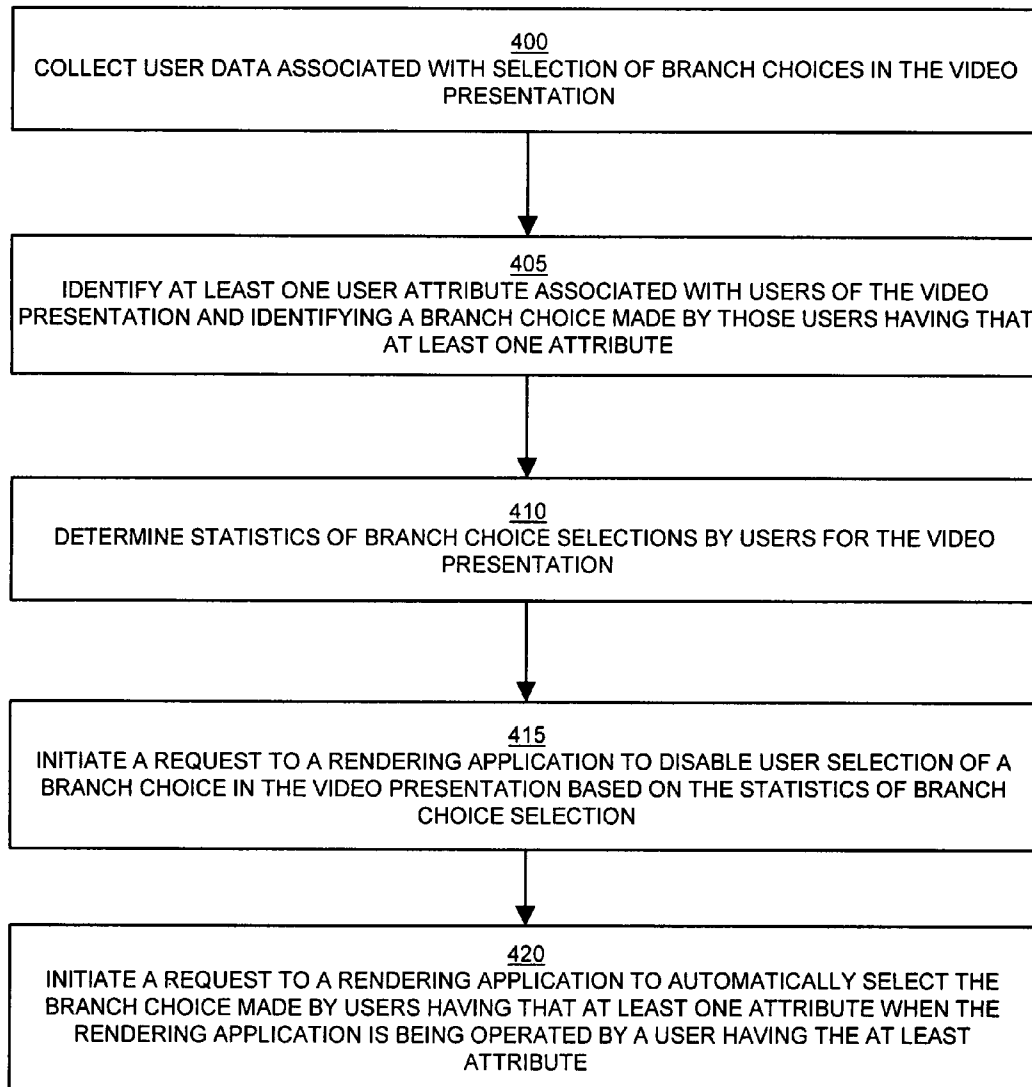 400
COLLECT USER DATA ASSOCIATED WITH SELECTION OF BRANCH CHOICES IN THE VIDEO
PRESENTATION
405
IDENTIFY AT LEAST ONE USER ATTRIBUTE ASSOCIATED WITH USERS OF THE VIDEO
PRESENTATION AND IDENTIFYING A BRANCH CHOICE MADE BY THOSE USERS HAVING THAT
AT LEAST ONE ATTRIBUTE
410
DETERMINE STATISTICS OF BRANCH CHOICE SELECTIONS BY USERS FOR THE VIDEO
PRESENTATION
415
INITIATE A REQUEST TO A RENDERING APPLICATION TO DISABLE USER SELECTION OF A
BRANCH CHOICE IN THE VIDEO PRESENTATION BASED ON THE STATISTICS OF BRANCH
CHOICE SELECTION
420
INITIATE A REQUEST TO A RENDERING APPLICATION TO AUTOMATICALLY SELECT THE
BRANCH CHOICE MADE BY USERS HAVING THAT AT LEAST ONE ATTRIBUTE WHEN THE
RENDERING APPLICATION IS BEING OPERATED BY A USER HAVING THE AT LEAST
ATTRIBUTE